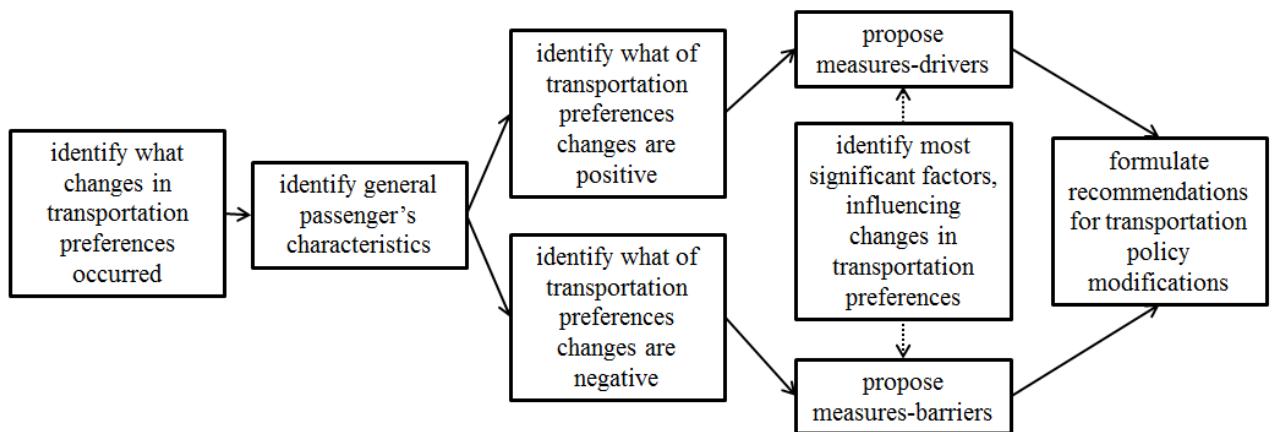 identify what
changes in
transportation
preferences
occurred
identify general
passenger's
characteristics
identify what of
transportation
preferences
changes are
positive
identify what of
transportation
preferences
changes are
negative
propose
measures-drivers
identify most
significant factors,
influencing
changes in
transportation
preferences
propose
measures-barriers
formulate
recommendations
for transportation
policy
modifications